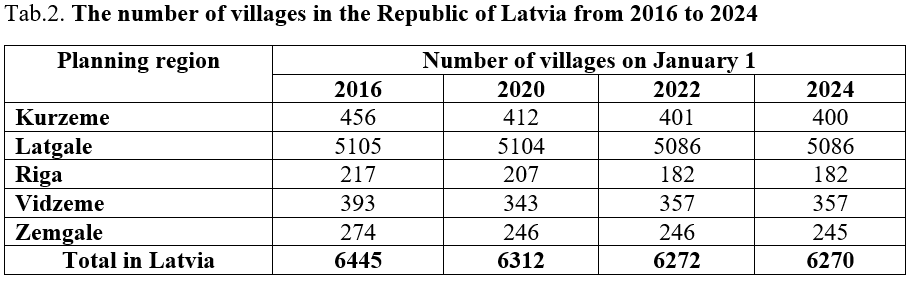 Tab.2. The number of villages in the Republic of Latvia from 2016 to 2024
Planning region Number of villages on January 1
2016 2020 2022 2024
Kurzeme 456 412 401 400
Latgale 5105 5104 5086 5086
Riga 217 207 182 182
Vidzeme 393 343 357 357
Zemgale 274 246 246 245
Total in Latvia 6445 6312 6272 6270